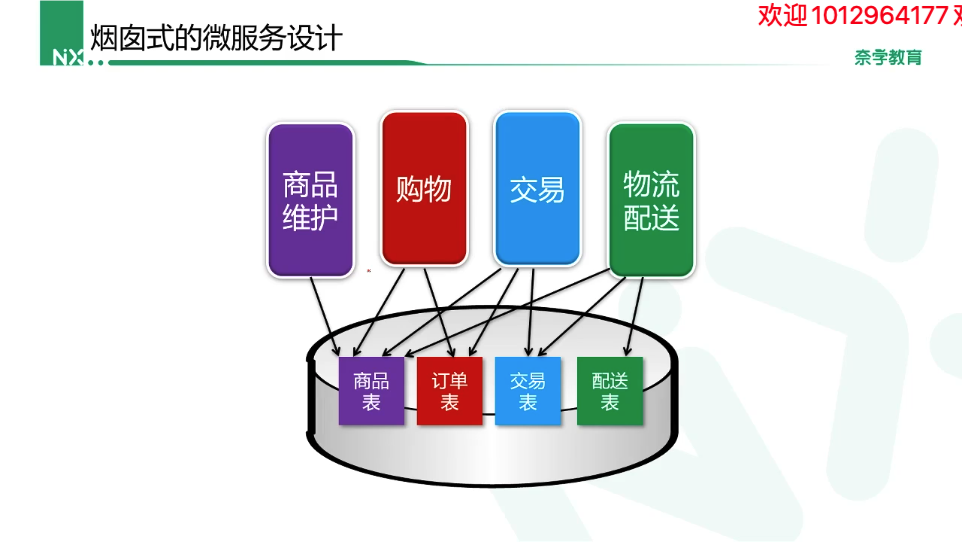 欢迎1012964177
烟囱式的微服务设计
NX
奈学教育
商品
维护
购物
交易
物流
配送
商品
表
订单
表
交易
表
配送
表